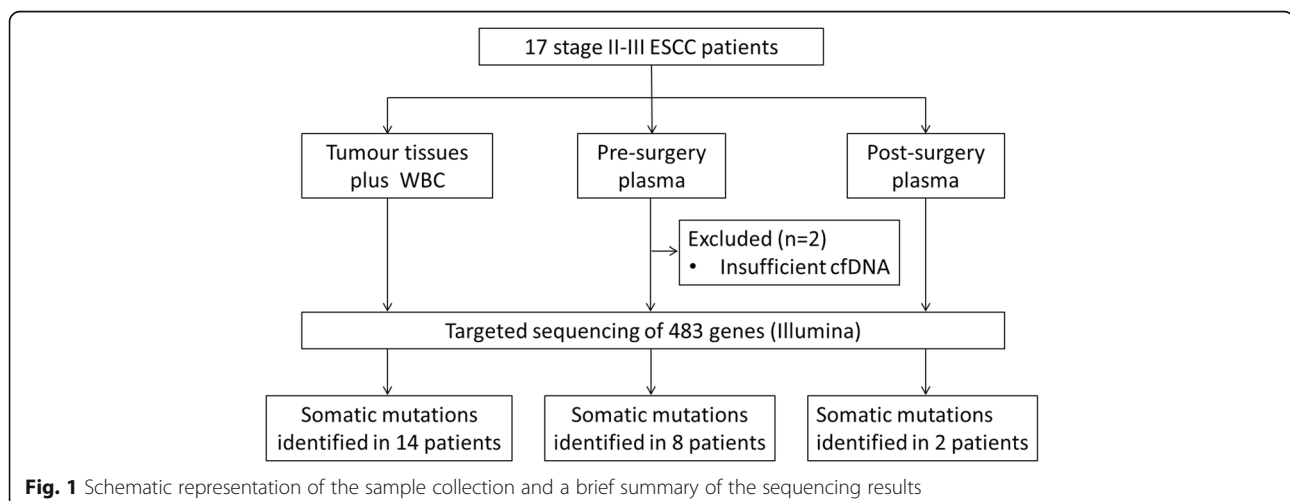 17 stage II-III ESCC patients
Tumour tissues
plus WBC
Pre-surgery
plasma
Post-surgery
plasma
Excluded (n=2)
• Insufficient cfDNA
Targeted sequencing of 483 genes (Illumina)
Somatic mutations
identified in 14 patients
Somatic mutations
identified in 8 patients
Somatic mutations
identified in 2 patients
Fig. 1 Schematic representation of the sample collection and a brief summary of the sequencing results